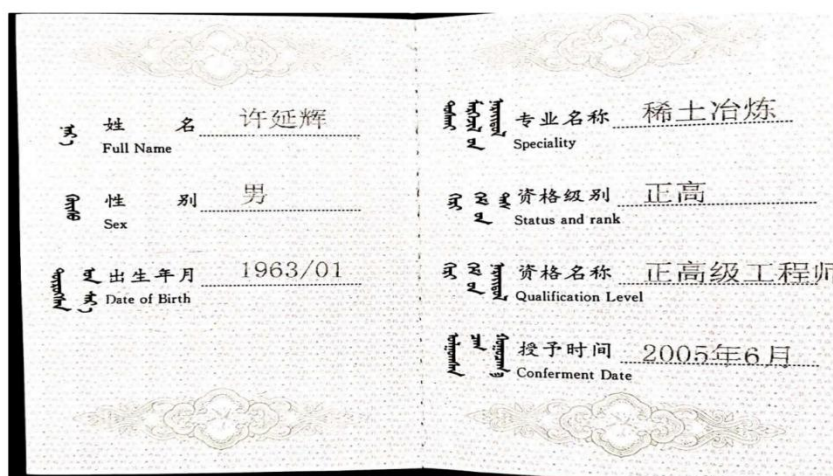 姓 名 许延辉
Full Name
性 别 男
Sex
出生年月 1963/01
Date of Birth
专业名称 稀土冶炼
Speciality
资格级别 正高
Status and rank
资格名称 正高级工程师
Qualification Level
授予时间 2005年6月
Conferment Date